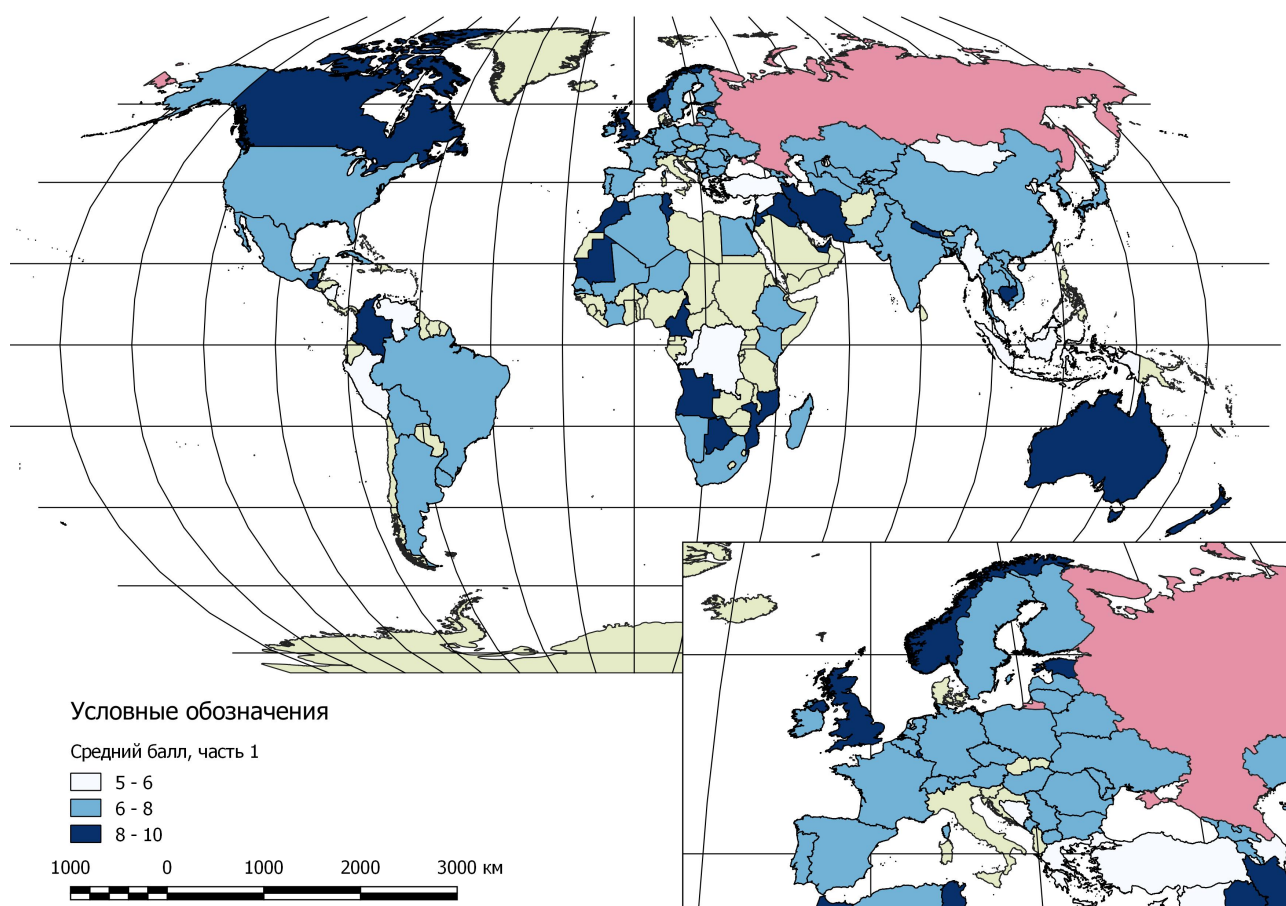 Условные обозначения
Средний балл, часть 1
5 - 6
6 - 8
8 - 10
1000 0 1000 2000 3000 км